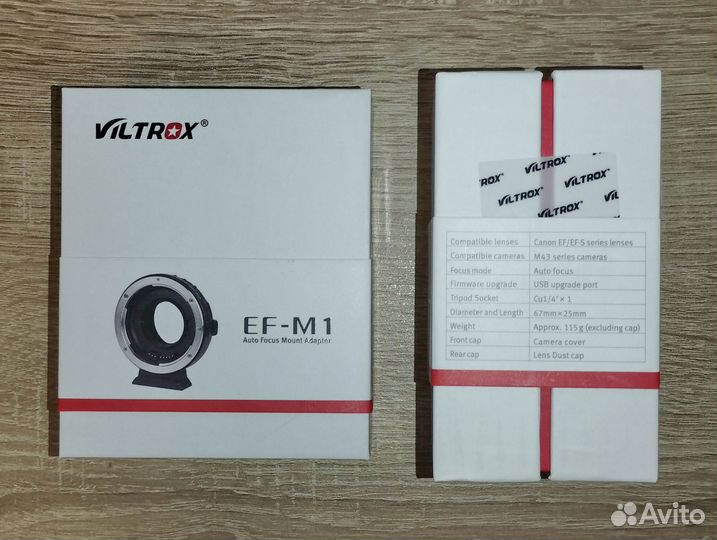 VILTROX®
EF-M1
Auto Focus Mount Adapter
TROX®
VILTROX®
VILTROX®
VILTROX®
VILTROX®
VIL
Compatible lenses Canon EF/EF-S series lenses
Compatible cameras M43 series cameras
Focus mode Auto focus
Firmware upgrade USB upgrade port
Tripod Socket Cu1/4"×1
Diameter and Length 67mm×25mm
Weight Approx. 115g (excluding cap)
Front cap Camera cover
Rear cap Lens Dust cap
Avito